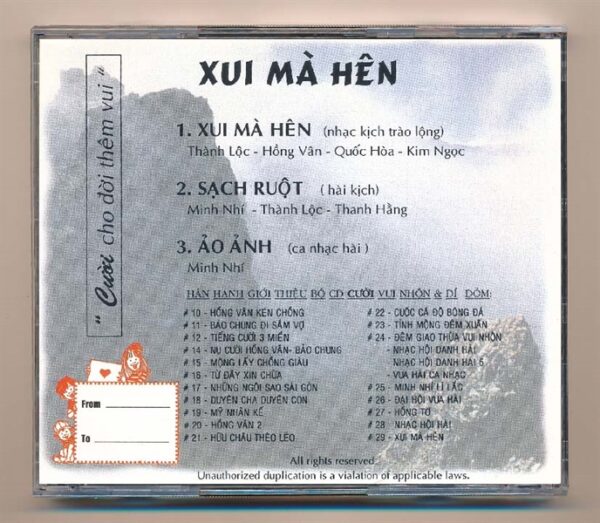 XUI MÀ HÊN
" Cười cho dời thêm vui "
1. XUI MÀ HÊN (nhạc kịch trào lộng)
Thành Lộc - Hồng Vân - Quốc Hòa - Kim Ngọc
2. SẠCH RUỘT ( hài kịch )
Minh Nhí - Thành Lộc - Thanh Hằng
3. ẢO ẢNH (ca nhạc hài )
Minh Nhí
HÂN HẠNH GIỚI THIỆU BỘ CD CƯỜI VUI NHỘN & DÍ DỎM:
# 10 - HỒNG VÂN KÉN CHỒNG
# 11 - BẢO CHUNG ĐI SẮM VỢ
# 12 - TIẾNG CƯỜI 3 MIỀN
# 14 - NỤ CƯỜI HỒNG VÂN- BẢO CHUNG
# 15 - MỘNG LẤY CHỒNG GIÀU
# 16 - TỪ ĐÂY XIN CHỪA
# 17 - NHỮNG NGÔI SAO SÀI GÒN
# 18 - DUYÊN CHA DUYÊN CON
# 19 - MỸ NHÂN KẾ
# 20 - HỒNG VÂN 2
# 21 - HỮU CHÂU THÈO LẺO
# 22 - CUỘC CÁ ĐỘ BÓNG ĐÁ
# 23 - TÌNH MỘNG ĐÊM XUÂN
# 24 - ĐÊM GIAO THỪA VUI NHỘN
- NHẠC HỘI DANH HÀI
- NHẠC HỘI DANH HÀI 6
- VUA HÀI CA NHẠC
# 25 - MINH NHÍ LÍ LẮC
# 26 - ĐẠI HỘI VUA HÀI
# 27 - HỒNG TƠ
# 28 - NHẠC HỘI HÀI
# 29 - XUI MÀ HÊN
From
To
All rights reserved
Unauthorized duplication is a vialation of applicable laws.